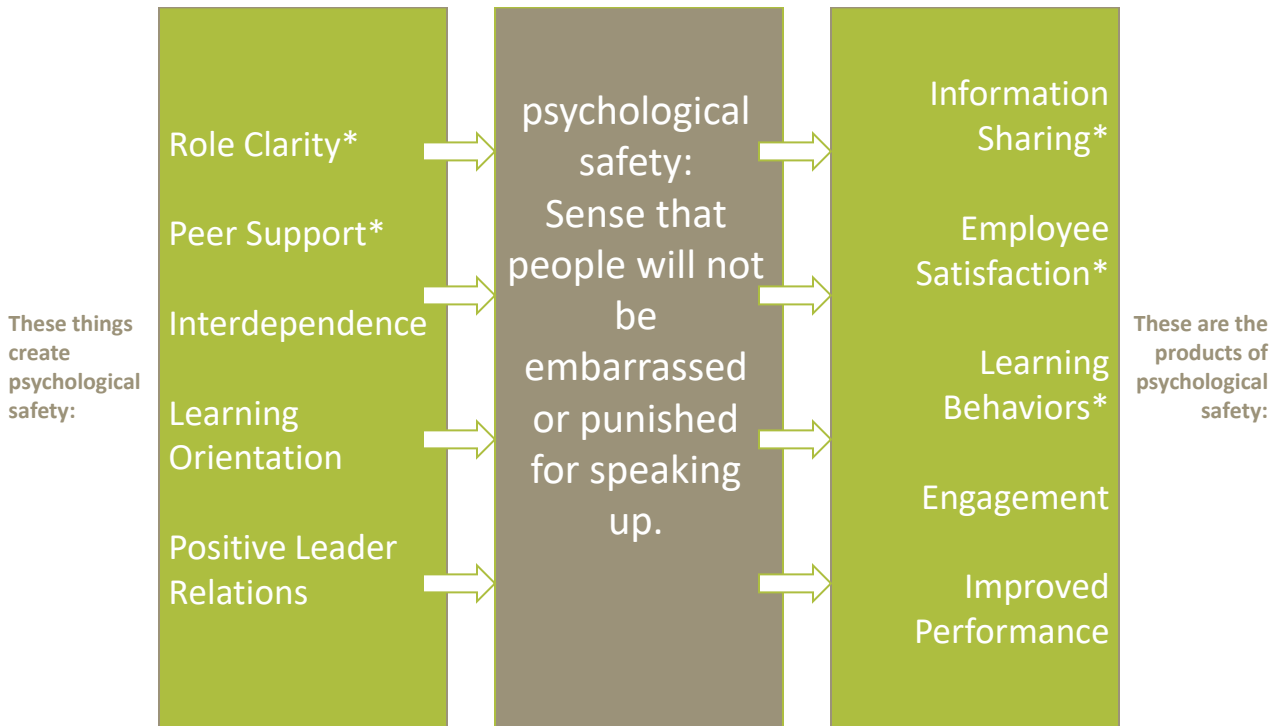 These things
create
psychological
safety:
Role Clarity*
Peer Support*
Interdependence
Learning
Orientation
Positive Leader
Relations
psychological
safety:
Sense that
people will not
be
embarrassed
or punished
for speaking
up.
Information
Sharing*
Employee
Satisfaction*
Learning
Behaviors*
Engagement
Improved
Performance
These are the
products of
psychological
safety: